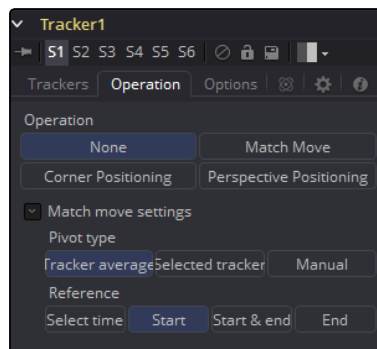 Tracker1
S1 S2 S3 S4 S5 S6
Trackers Operation Options
Operation
None Match Move
Corner Positioning Perspective Positioning
Match move settings
Pivot type
Tracker average Selected tracker Manual
Reference
Select time Start Start & end End